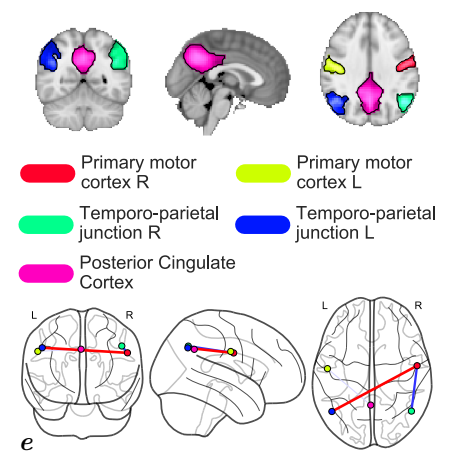 Primary motor
cortex R
Primary motor
cortex L
Temporo-parietal
junction R
Temporo-parietal
junction L
Posterior Cingulate
Cortex
L R
L R
e